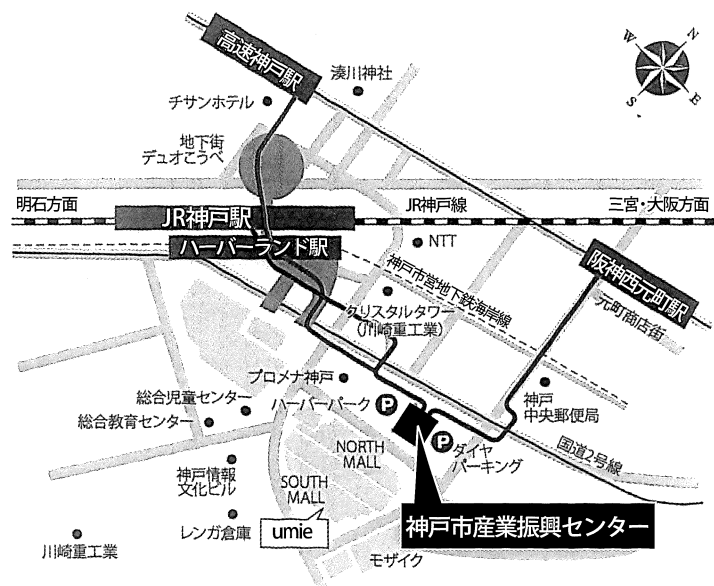 高速神戸駅
湊川神社
チサンホテル
地下街
デュオこうべ
N
W
E
S
明石方面
JR神戸駅
JR神戸線
三宮・大阪方面
ハーバーランド駅
NTT
神戸市営地下鉄海岸線
阪神西元町駅
元町商店街
クリスタルタワー
(川崎重工業)
プロメナ神戸
ハーバーパーク
P
総合児童センター
総合教育センター
神戸
中央郵便局
国道2号線
P
ダイヤ
パーキング
NORTH
MALL
SOUTH
MALL
神戸情報
文化ビル
レンガ倉庫
umie
神戸市産業振興センター
川崎重工業
モザイク